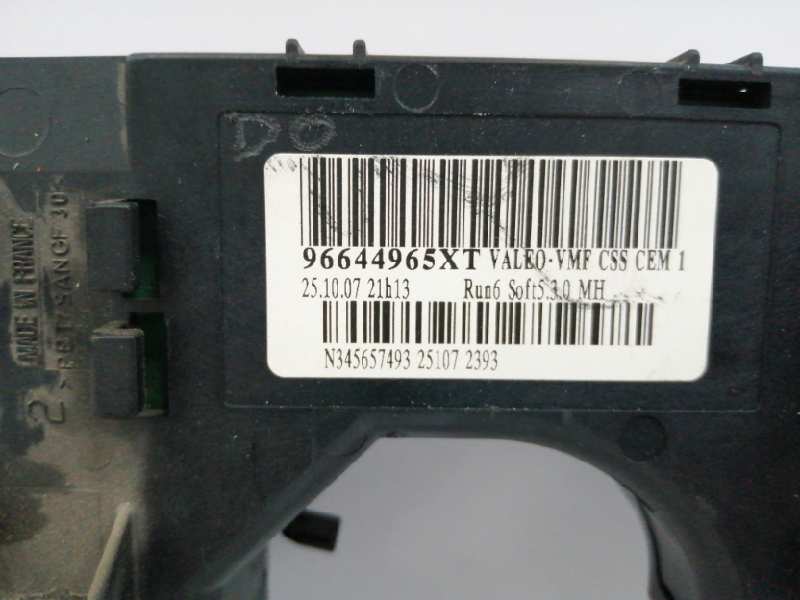 DO
96644965XT VALEO-VMF CSS CEM 1
25.10.07 21h13 Run6 Soft5.3.0 MH
N345657493 25107 2393
MADE IN FRANCE
2